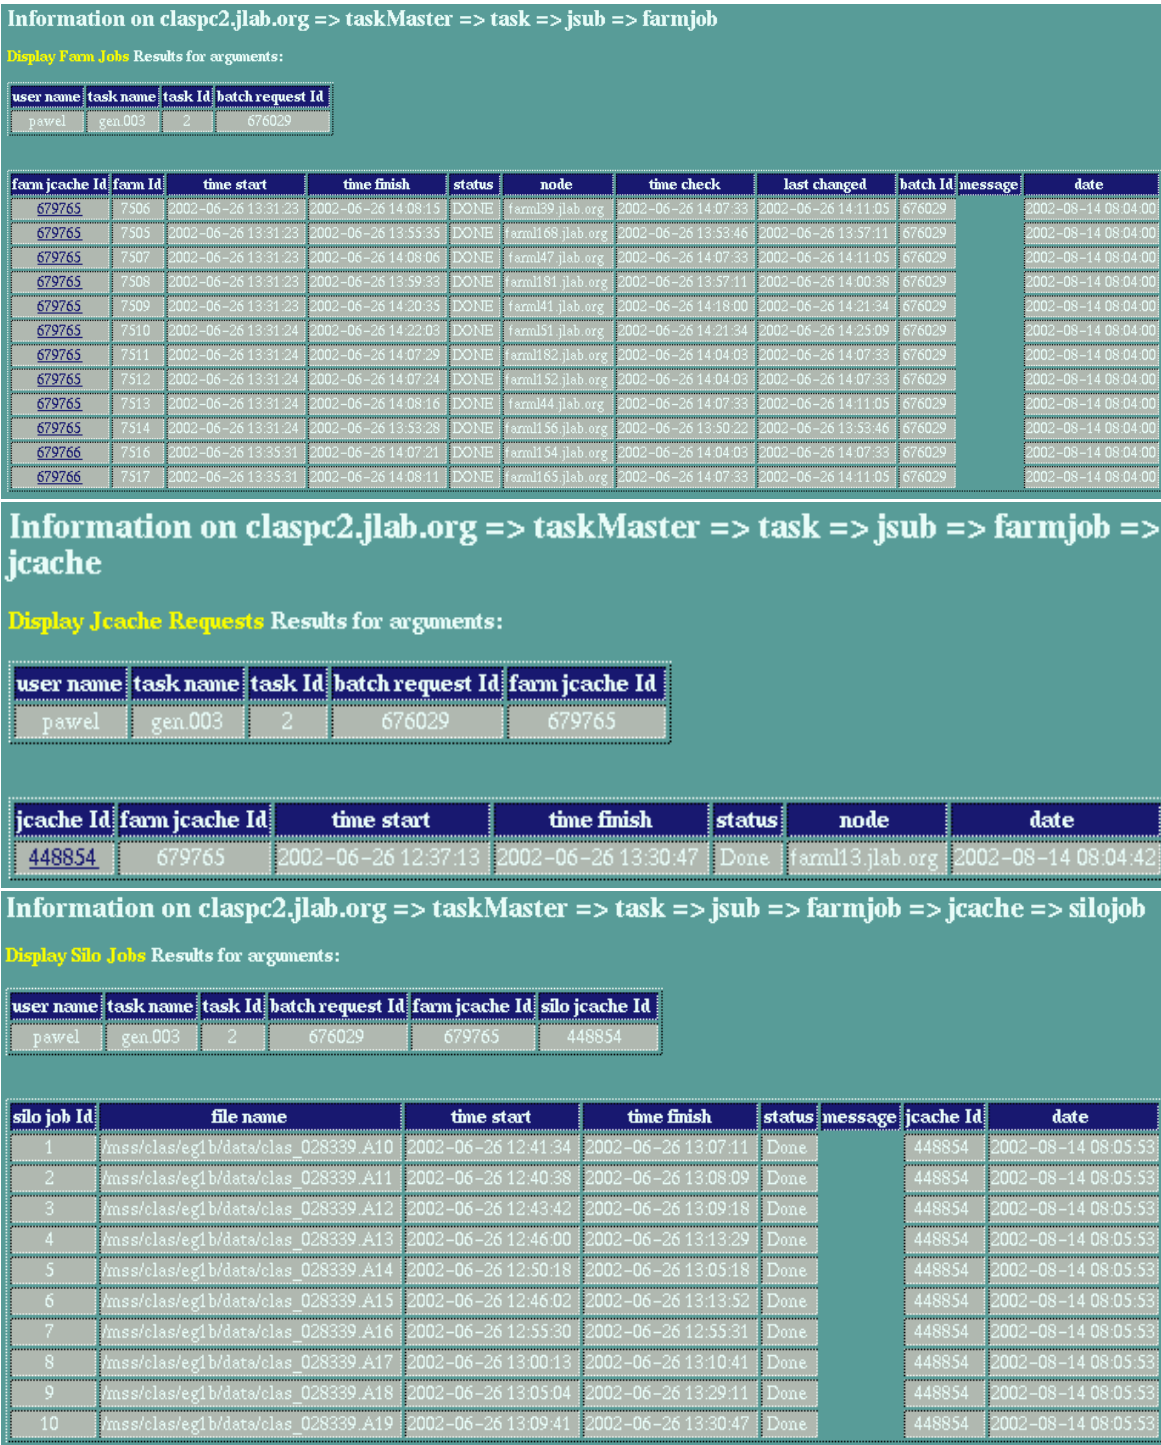 Information on claspc2.jlab.org => taskMaster => task => jsub => farmjob
Display Farm Jobs Results for arguments:
user name task name task Id batch request Id
pawel gen.003 2 676029
farm jcache Id farm Id time start time finish status node time check last changed batch Id message date
679765 7506 2002-06-26 13:31:23 2002-06-26 14:08:15 DONE farml39.jlab.org 2002-06-26 14:07:33 2002-06-26 14:11:05 676029 2002-08-14 08:04:00
679765 7505 2002-06-26 13:31:23 2002-06-26 13:55:35 DONE farml168.jlab.org 2002-06-26 13:53:46 2002-06-26 13:57:11 676029 2002-08-14 08:04:00
679765 7507 2002-06-26 13:31:23 2002-06-26 14:08:06 DONE farml47.jlab.org 2002-06-26 14:07:33 2002-06-26 14:11:05 676029 2002-08-14 08:04:00
679765 7508 2002-06-26 13:31:23 2002-06-26 13:59:33 DONE farml181.jlab.org 2002-06-26 13:57:11 2002-06-26 14:00:38 676029 2002-08-14 08:04:00
679765 7509 2002-06-26 13:31:23 2002-06-26 14:20:35 DONE farml41.jlab.org 2002-06-26 14:18:00 2002-06-26 14:21:34 676029 2002-08-14 08:04:00
679765 7510 2002-06-26 13:31:24 2002-06-26 14:22:03 DONE farml51.jlab.org 2002-06-26 14:21:34 2002-06-26 14:25:09 676029 2002-08-14 08:04:00
679765 7511 2002-06-26 13:31:24 2002-06-26 14:07:29 DONE farml182.jlab.org 2002-06-26 14:04:03 2002-06-26 14:07:33 676029 2002-08-14 08:04:00
679765 7512 2002-06-26 13:31:24 2002-06-26 14:07:24 DONE farml152.jlab.org 2002-06-26 14:04:03 2002-06-26 14:07:33 676029 2002-08-14 08:04:00
679765 7513 2002-06-26 13:31:24 2002-06-26 14:08:16 DONE farml44.jlab.org 2002-06-26 14:07:33 2002-06-26 14:11:05 676029 2002-08-14 08:04:00
679765 7514 2002-06-26 13:31:24 2002-06-26 13:53:28 DONE farml156.jlab.org 2002-06-26 13:50:22 2002-06-26 13:53:46 676029 2002-08-14 08:04:00
679766 7516 2002-06-26 13:35:31 2002-06-26 14:07:21 DONE farml154.jlab.org 2002-06-26 14:04:03 2002-06-26 14:07:33 676029 2002-08-14 08:04:00
679766 7517 2002-06-26 13:35:31 2002-06-26 14:08:11 DONE farml165.jlab.org 2002-06-26 14:07:33 2002-06-26 14:11:05 676029 2002-08-14 08:04:00
Information on claspc2.jlab.org => taskMaster => task => jsub => farmjob =>
jcache
Display Jcache Requests Results for arguments:
user name task name task Id batch request Id farm jcache Id
pawel gen.003 2 676029 679765
jcache Id farm jcache Id time start time finish status node date
448854 679765 2002-06-26 12:37:13 2002-06-26 13:30:47 Done farml13.jlab.org 2002-08-14 08:04:42
Information on claspc2.jlab.org => taskMaster => task => jsub => farmjob => jcache => silojob
Display Silo Jobs Results for arguments:
user name task name task Id batch request Id farm jcache Id silo jcache Id
pawel gen.003 2 676029 679765 448854
silo job Id file name time start time finish status message jcache Id date
1 /mss/clas/eg1b/data/clas_028339.A10 2002-06-26 12:41:34 2002-06-26 13:07:11 Done 448854 2002-08-14 08:05:53
2 /mss/clas/eg1b/data/clas_028339.A11 2002-06-26 12:40:38 2002-06-26 13:08:09 Done 448854 2002-08-14 08:05:53
3 /mss/clas/eg1b/data/clas_028339.A12 2002-06-26 12:43:42 2002-06-26 13:09:18 Done 448854 2002-08-14 08:05:53
4 /mss/clas/eg1b/data/clas_028339.A13 2002-06-26 12:46:00 2002-06-26 13:13:29 Done 448854 2002-08-14 08:05:53
5 /mss/clas/eg1b/data/clas_028339.A14 2002-06-26 12:50:18 2002-06-26 13:05:18 Done 448854 2002-08-14 08:05:53
6 /mss/clas/eg1b/data/clas_028339.A15 2002-06-26 12:46:02 2002-06-26 13:13:52 Done 448854 2002-08-14 08:05:53
7 /mss/clas/eg1b/data/clas_028339.A16 2002-06-26 12:55:30 2002-06-26 12:55:31 Done 448854 2002-08-14 08:05:53
8 /mss/clas/eg1b/data/clas_028339.A17 2002-06-26 13:00:13 2002-06-26 13:10:41 Done 448854 2002-08-14 08:05:53
9 /mss/clas/eg1b/data/clas_028339.A18 2002-06-26 13:05:04 2002-06-26 13:29:11 Done 448854 2002-08-14 08:05:53
10 /mss/clas/eg1b/data/clas_028339.A19 2002-06-26 13:09:41 2002-06-26 13:30:47 Done 448854 2002-08-14 08:05:53